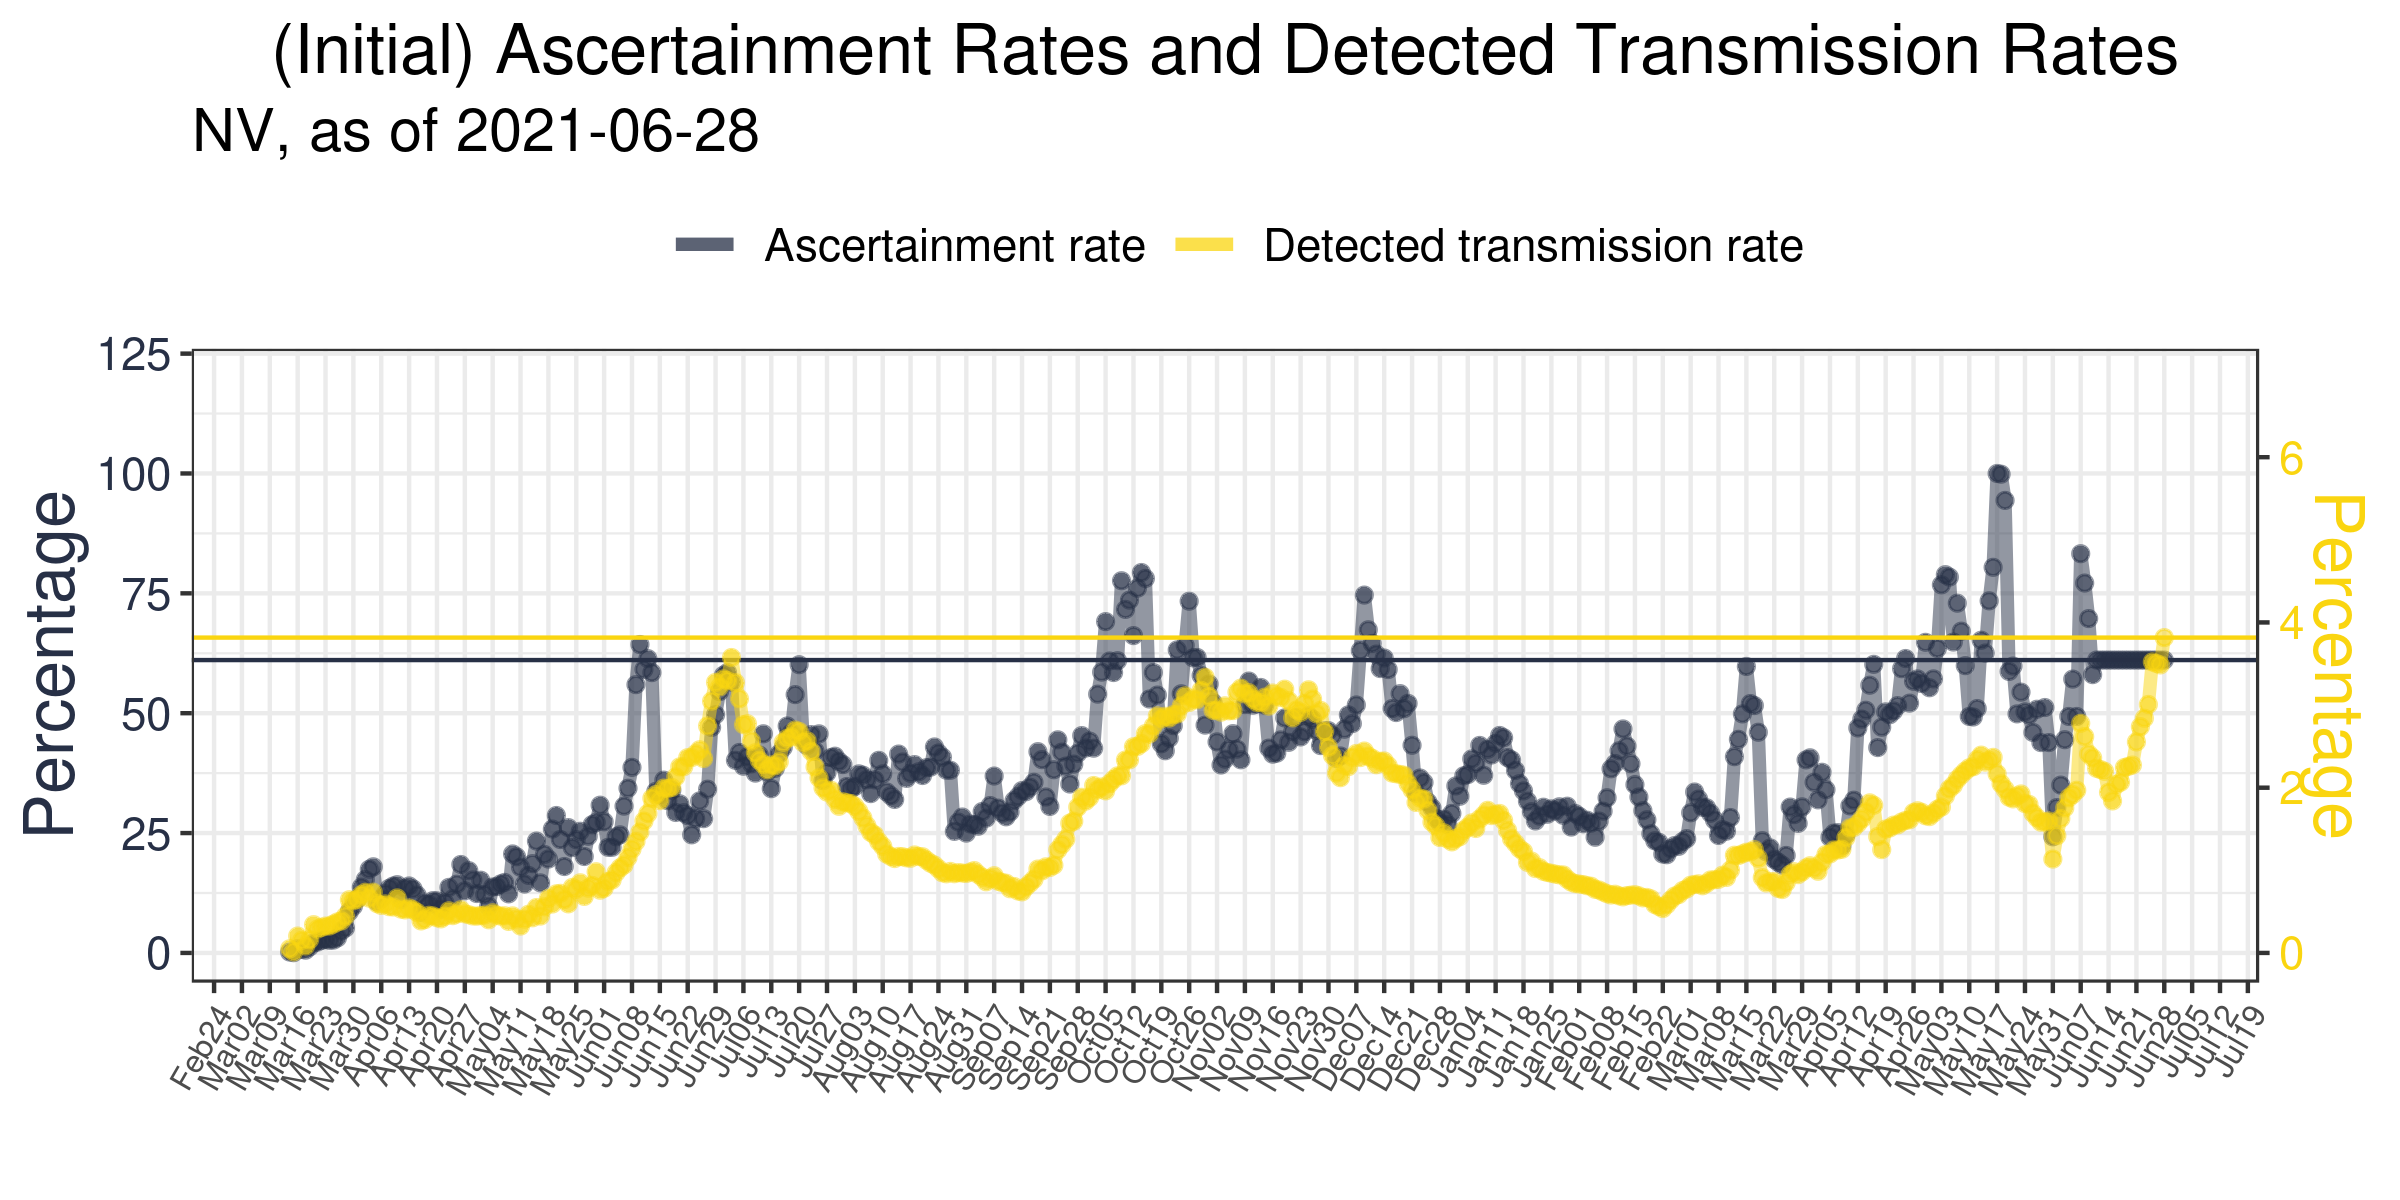 (Initial) Ascertainment Rates and Detected Transmission Rates
NV, as of 2021-06-28
Ascertainment rate
Detected transmission rate
Percentage
125
100
75
50
25
0
6
4
2
0
Percentage
Feb24
Mar02
Mar09
Mar16
Mar23
Mar30
Apr06
Apr13
Apr20
Apr27
May04
May11
May18
May25
Jun01
Jun08
Jun15
Jun22
Jun29
Jul06
Jul13
Jul20
Jul27
Aug03
Aug10
Aug17
Aug24
Aug31
Sep07
Sep14
Sep21
Sep28
Oct05
Oct12
Oct19
Oct26
Nov02
Nov09
Nov16
Nov23
Nov30
Dec07
Dec14
Dec21
Dec28
Jan04
Jan11
Jan18
Jan25
Feb01
Feb08
Feb15
Feb22
Mar01
Mar08
Mar15
Mar22
Mar29
Apr05
Apr12
Apr19
Apr26
May03
May10
May17
May24
May31
Jun07
Jun14
Jun21
Jun28
Jul05
Jul12
Jul19